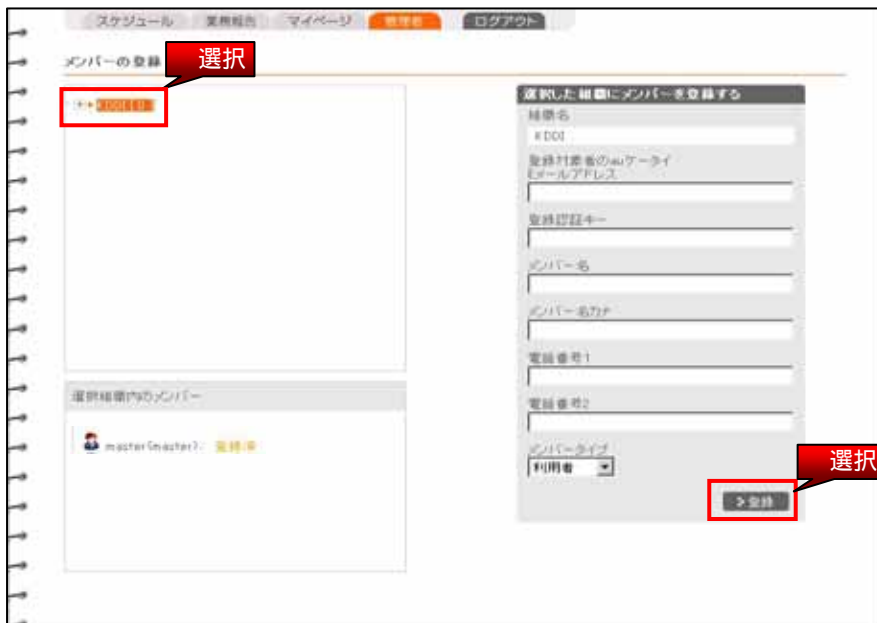 スケジュール
業務報告
マイページ
管理者
ログアウト
メンバーの登録
選択
選択した組織にメンバーを登録する
組織名
KDDI
登録対象者のauケータイ
Eメールアドレス
登録認証キー
メンバー名
メンバー名カナ
電話番号1
電話番号2
メンバータイプ
利用者
選択
登録
選択組織内のメンバー
master(master): 登録済